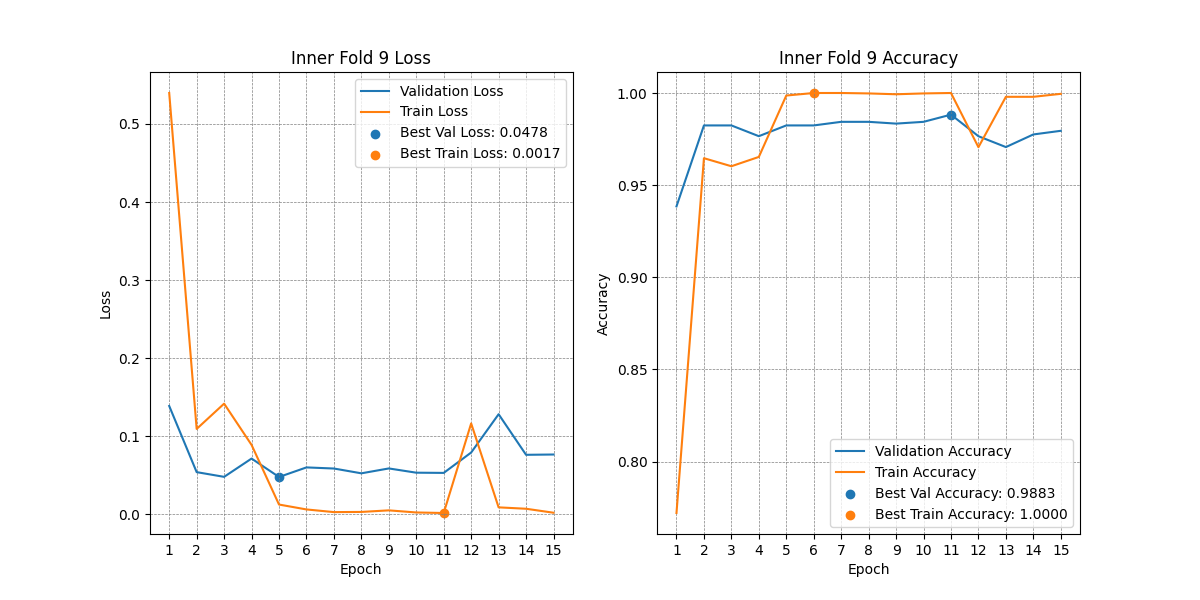 Inner Fold 9 Loss
Validation Loss
Train Loss
Best Val Loss: 0.0478
Best Train Loss: 0.0017
0.5
0.4
0.3
0.2
0.1
0.0
Loss
1 2 3 4 5 6 7 8 9 10 11 12 13 14 15
Epoch
Inner Fold 9 Accuracy
1.00
0.95
0.90
0.85
0.80
Accuracy
Validation Accuracy
Train Accuracy
Best Val Accuracy: 0.9883
Best Train Accuracy: 1.0000
1 2 3 4 5 6 7 8 9 10 11 12 13 14 15
Epoch